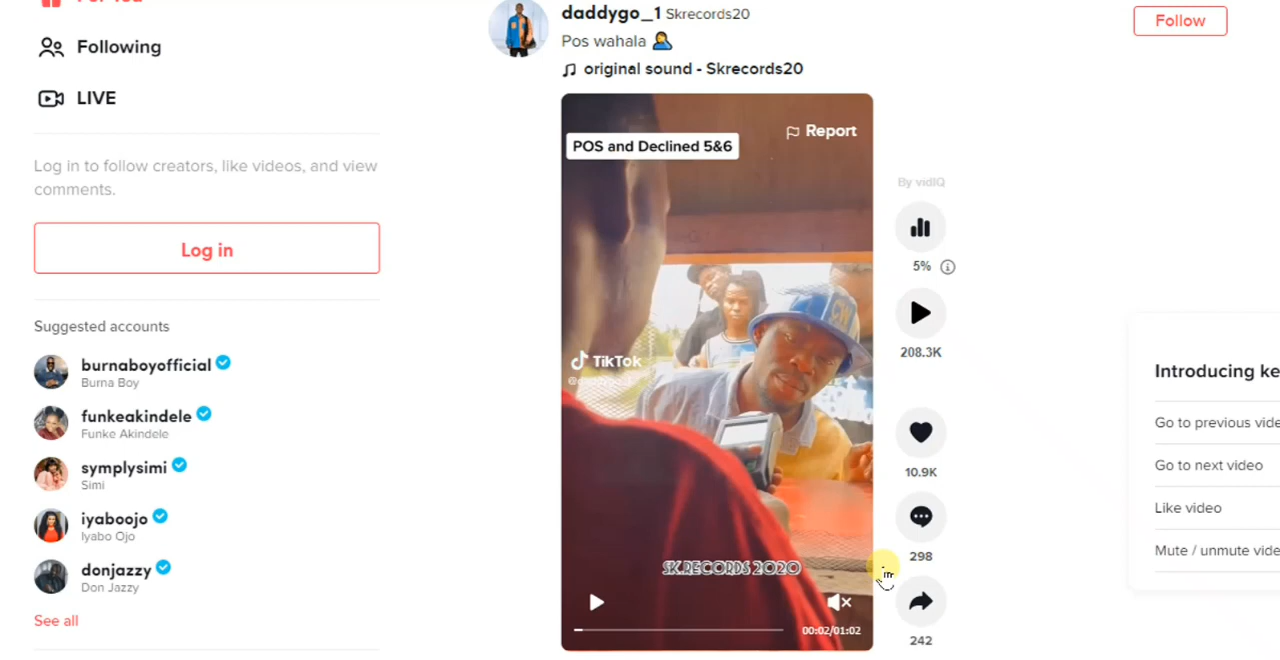 Following
LIVE
Log in to follow creators, like videos, and view
comments.
Log in
Suggested accounts
burnaboyofficial
Burna Boy
funkeakindele
Funke Akindele
symplysimi
Simi
iyaboojo
Iyabo Ojo
donjazzy
Don Jazzy
See all
daddygo_1 Skrecords20
Pos wahala
original sound - Skrecords20
Follow
Report
POS and Declined 5&6
CW
TikTok
SK.RECORDS 2020
00:02/01:02
By vidIQ
5%
208.3K
10.9K
298
242
Introducing ke
Go to previous vide
Go to next video
Like video
Mute / unmute vide